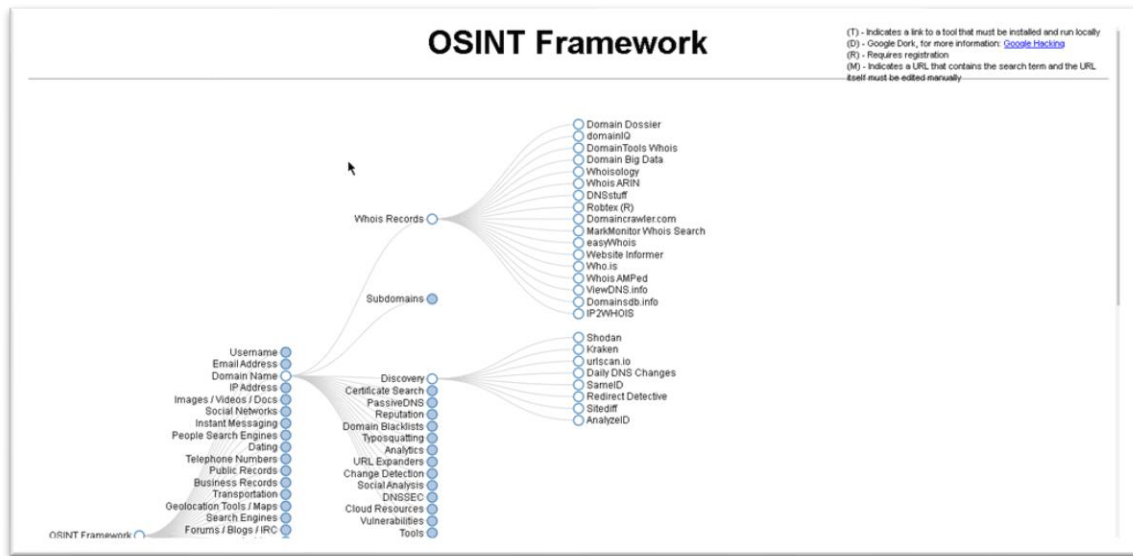 OSINT Framework
(T) - Indicates a link to a tool that must be installed and run locally
(D) - Google Dork, for more information: Google Hacking
(R) - Requires registration
(M) - Indicates a URL that contains the search term and the URL
itself must be edited manually
Domain Dossier
domainIQ
DomainTools Whois
Domain Big Data
Whoisology
Whois ARIN
DNSstuff
Robtex (R)
Domaincrawler.com
MarkMonitor Whois Search
easyWhois
Website Informer
Who.is
Whois AMPed
ViewDNS.info
Domainsdb.info
IP2WHOIS
Whois Records
Subdomains
Shodan
Kraken
urlscan.io
Daily DNS Changes
SameID
Redirect Detective
Sitediff
AnalyzeID
Discovery
Certificate Search
PassiveDNS
Reputation
Domain Blacklists
Typosquatting
Analytics
URL Expanders
Change Detection
Social Analysis
DNSSEC
Cloud Resources
Vulnerabilities
Tools
Username
Email Address
Domain Name
IP Address
Images / Videos / Docs
Social Networks
Instant Messaging
People Search Engines
Dating
Telephone Numbers
Public Records
Business Records
Transportation
Geolocation Tools / Maps
Search Engines
Forums / Blogs / IRC
OSINT Framework